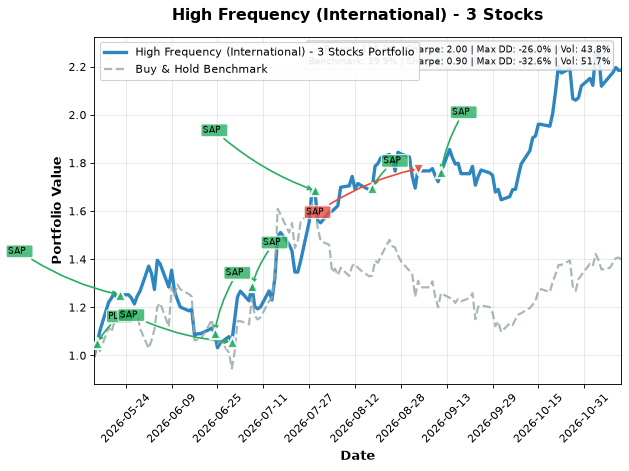 High Frequency (International) - 3 Stocks
High Frequency (International) - 3 Stocks Portfolio
Buy & Hold Benchmark
Sharpe: 2.00 | Max DD: -26.0% | Vol: 43.8%
Benchmark: 39.9% | Sharpe: 0.90 | Max DD: -32.6% | Vol: 51.7%
Portfolio Value
2.2
2.0
1.8
1.6
1.4
1.2
1.0
SAP
SAP
SAP
SAP
SAP
SAP
SAP
SAP
SAP
2026-05-24
2026-06-09
2026-06-25
2026-07-11
2026-07-27
2026-08-12
2026-08-28
2026-09-13
2026-09-29
2026-10-15
2026-10-31
Date